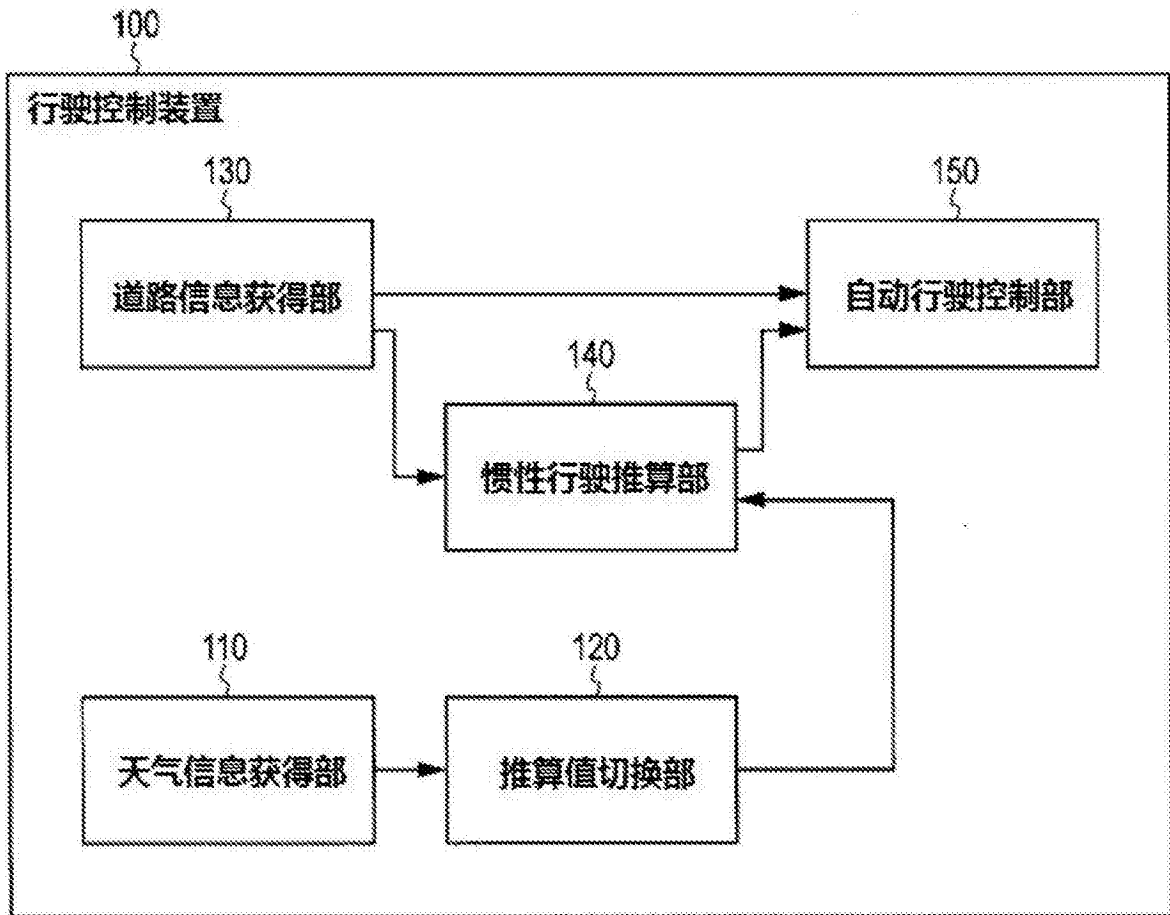 100
行驶控制装置
130
150
道路信息获得部
自动行驶控制部
140
惯性行驶推算部
110
120
天气信息获得部
推算值切换部